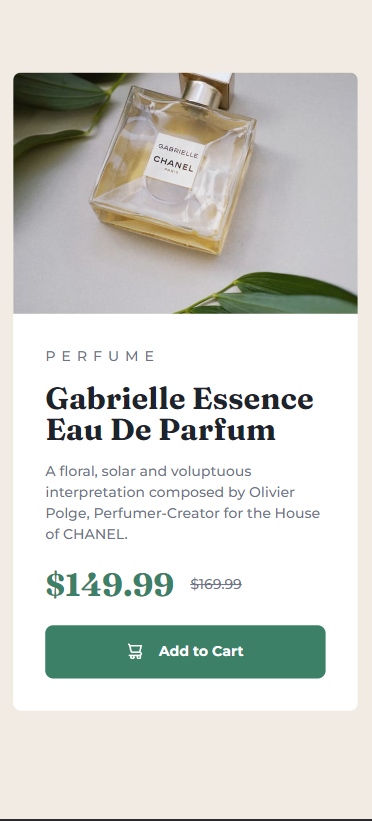 GABRIELLE
CHANEL
PARIS
PERFUME
Gabrielle Essence
Eau De Parfum
A floral, solar and voluptuous
interpretation composed by Olivier
Polge, Perfumer-Creator for the House
of CHANEL.
$149.99 $169.99
Add to Cart